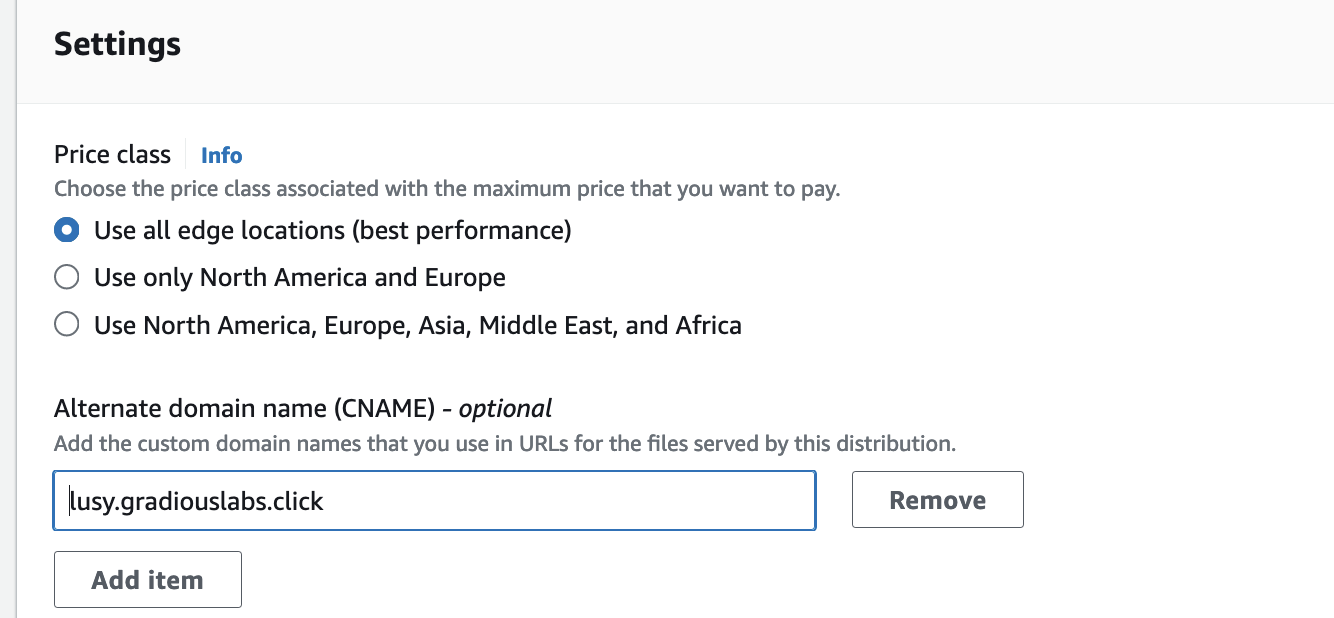 Settings
Price class Info
Choose the price class associated with the maximum price that you want to pay.
Use all edge locations (best performance)
Use only North America and Europe
Use North America, Europe, Asia, Middle East, and Africa
Alternate domain name (CNAME) - optional
Add the custom domain names that you use in URLs for the files served by this distribution.
lusy.gradiouslabs.click
Remove
Add item